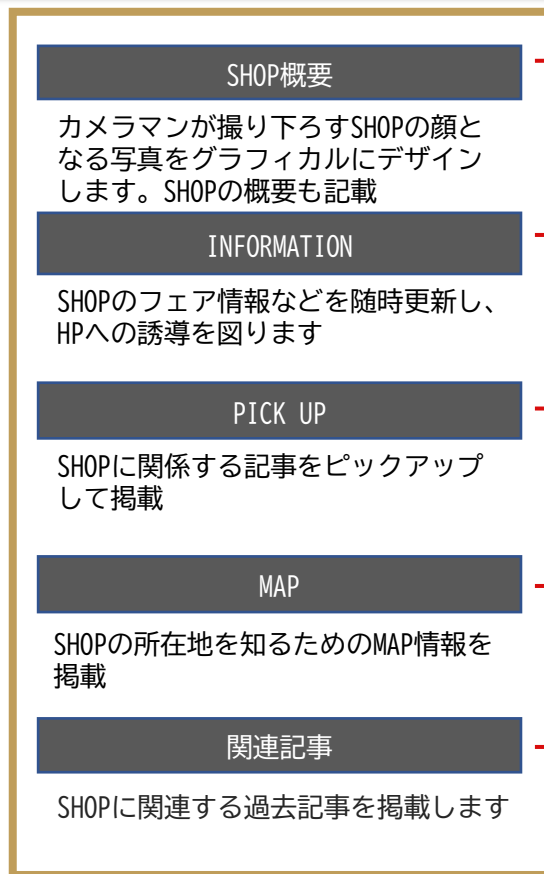 SHOP概要
カメラマンが撮り下ろすSHOPの顔と
なる写真をグラフィカルにデザイン
します。SHOPの概要も記載
INFORMATION
SHOPのフェア情報などを随時更新し、
HPへの誘導を図ります
PICK UP
SHOPに関係する記事をピックアップ
して掲載
MAP
SHOPの所在地を知るためのMAP情報を
掲載
関連記事
SHOPに関連する過去記事を掲載します